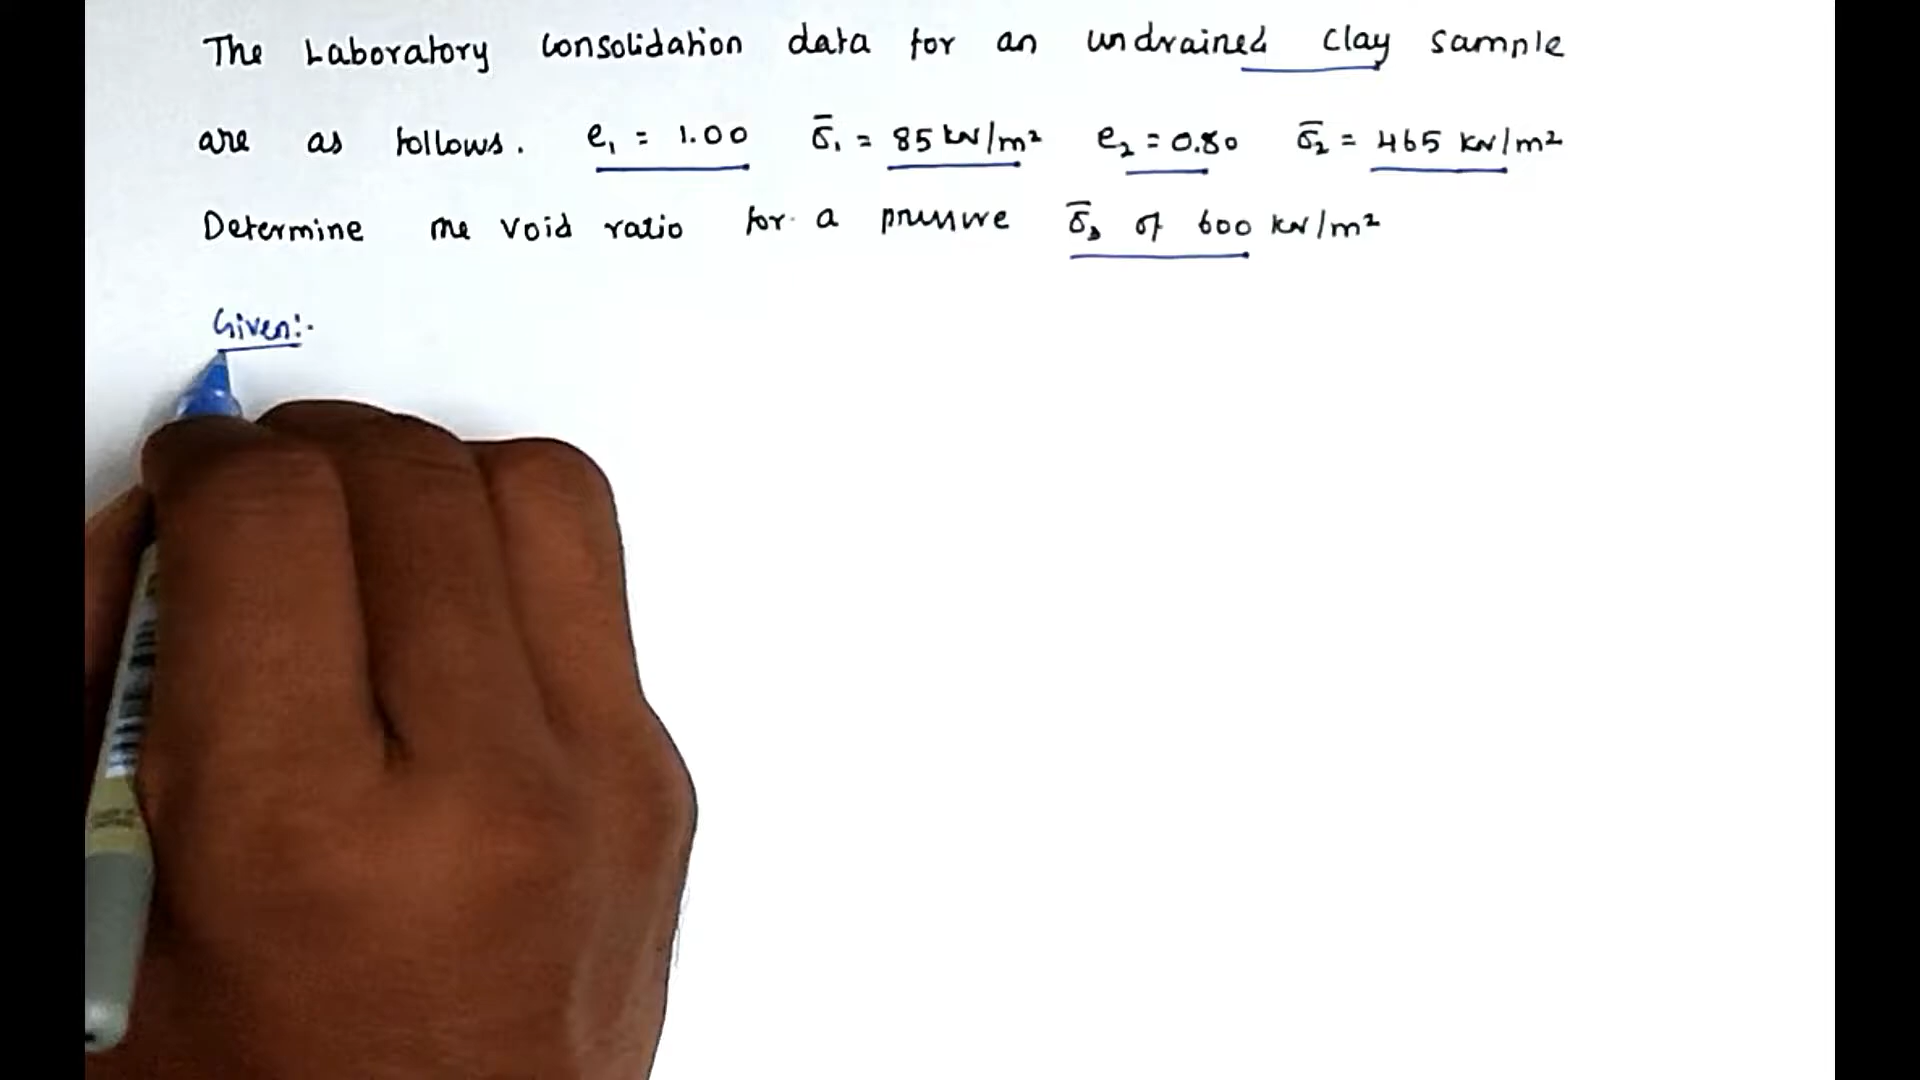 The Laboratory consolidation data for an undrained clay sample
are as follows. e₁ = 1.00 σ̄₁ = 85 kN/m² e₂ = 0.80 σ̄₂ = 465 kN/m²
Determine the void ratio for a pressure σ̄₃ of 600 kN/m²
Given:-